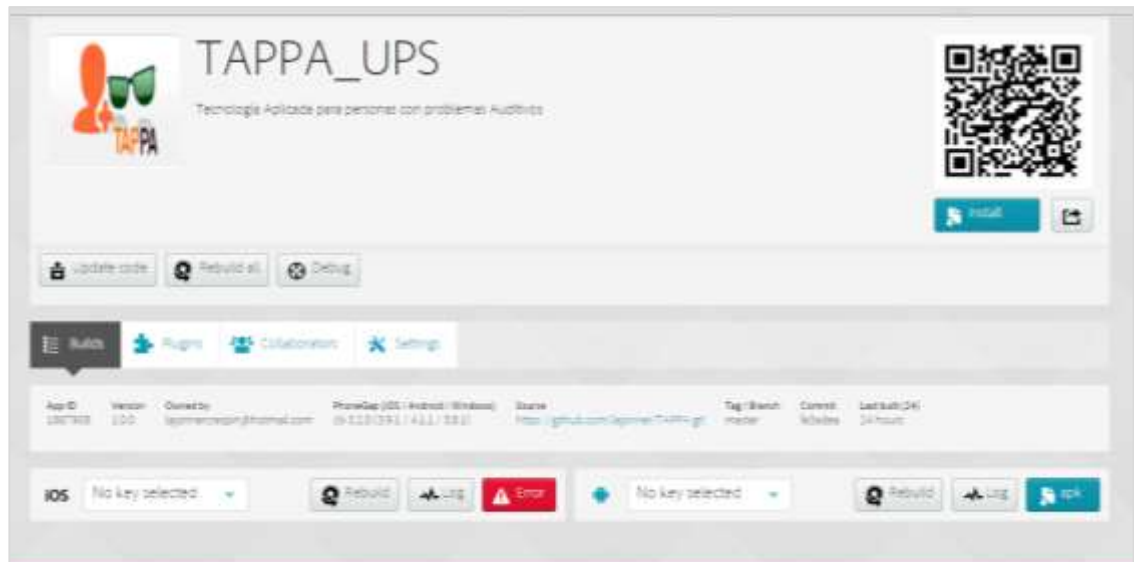 TAPPA_UPS
Tecnología Aplicada para personas con problemas Auditivos
TAPPA
Install
Update code Rebuild all Debug
Builds Plugins Collaborators Settings
App ID Version Owned by PhoneGap (iOS / Android / Windows) Source Tag / Branch Commit Last built (24)
master 24 hours
iOS No key selected Rebuild Log Error No key selected Rebuild Log apk